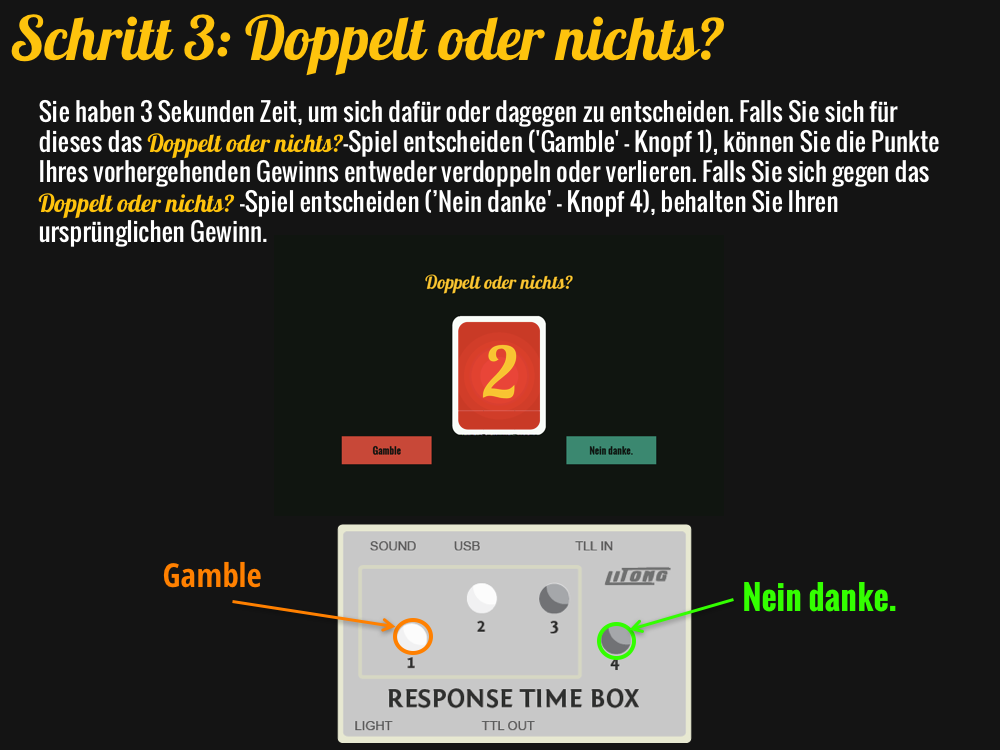 Schritt 3: Doppelt oder nichts?
Sie haben 3 Sekunden Zeit, um sich dafür oder dagegen zu entscheiden. Falls Sie sich für
dieses das Doppelt oder nichts?-Spiel entscheiden ('Gamble' - Knopf 1), können Sie die Punkte
Ihres vorhergehenden Gewinns entweder verdoppeln oder verlieren. Falls Sie sich gegen das
Doppelt oder nichts? -Spiel entscheiden ('Nein danke' - Knopf 4), behalten Sie Ihren
ursprünglichen Gewinn.
Doppelt oder nichts?
2
Gamble
Nein danke.
SOUND USB TLL IN
LITONG
Gamble
Nein danke.
2 3
1 4
RESPONSE TIME BOX
LIGHT TTL OUT